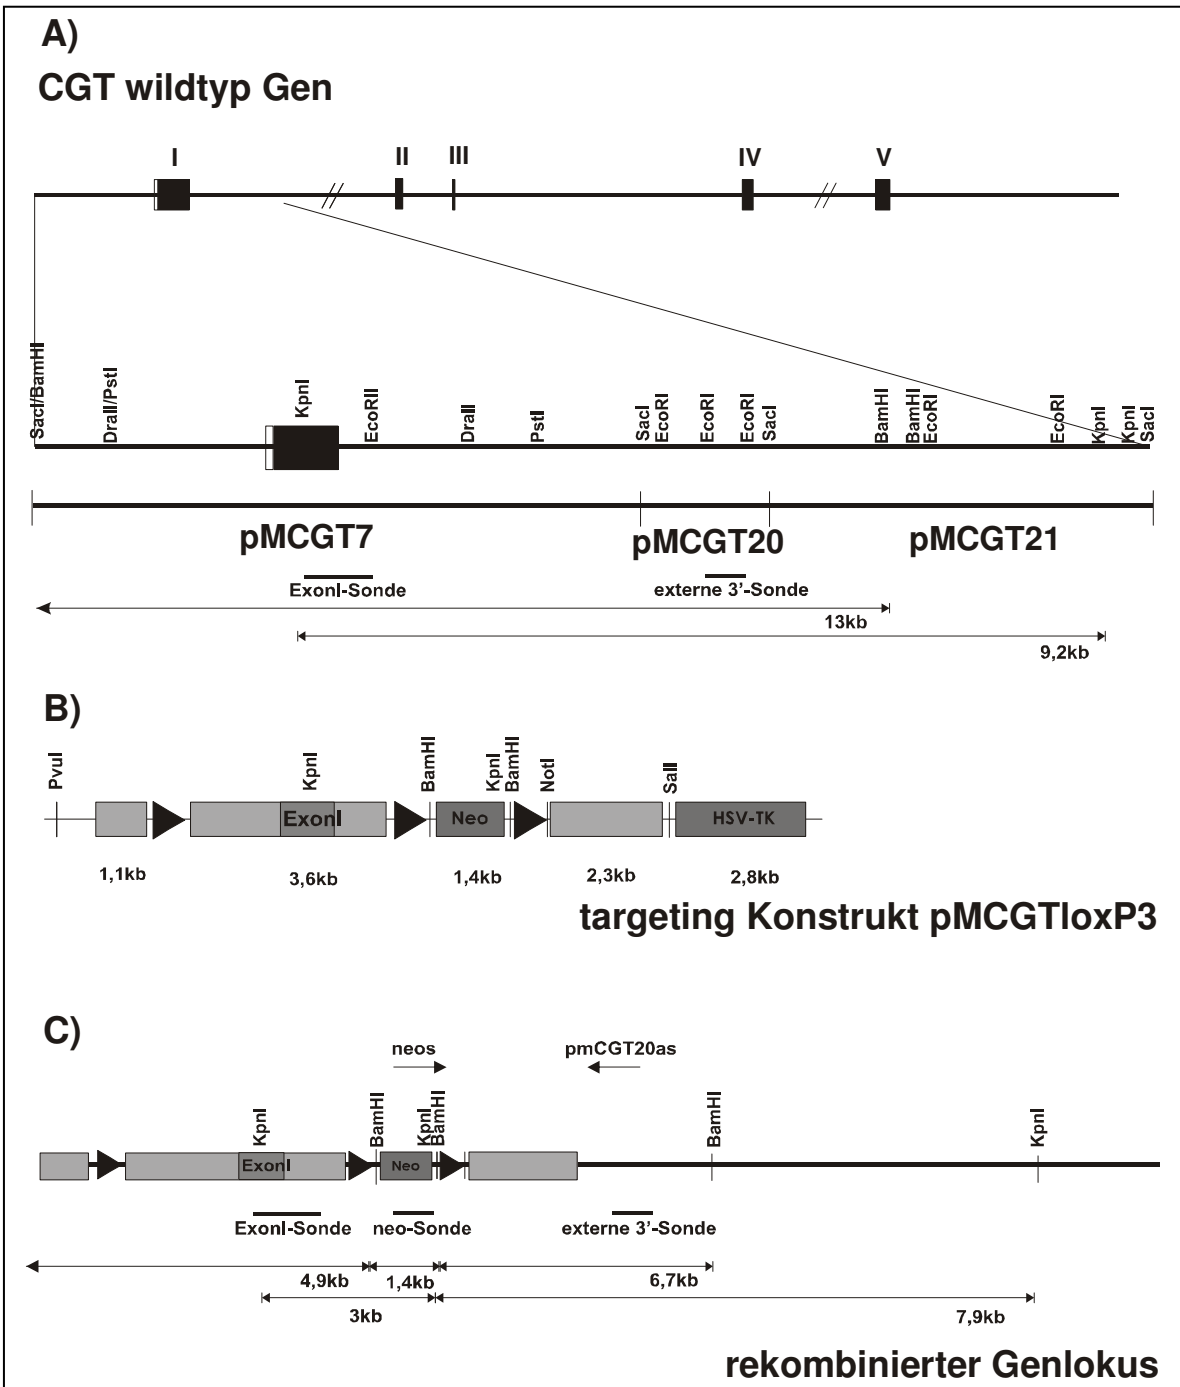 A)
CGT wildtyp Gen
I II III IV V
SacI/BamHI DraII/PstI KpnI EcoRII DraII PstI SacI EcoRI EcoRI EcoRI SacI BamHI BamHI EcoRI EcoRI KpnI KpnI SacI
pMCGT7 pMCGT20 pMCGT21
ExonI-Sonde externe 3'-Sonde
13kb
9,2kb
B)
PvuI KpnI BamHI KpnI BamHI NotI SalI
ExonI Neo HSV-TK
1,1kb 3,6kb 1,4kb 2,3kb 2,8kb
targeting Konstrukt pMCGTloxP3
C)
neos pmCGT20as
KpnI BamHI KpnI BamHI BamHI KpnI
ExonI Neo
ExonI-Sonde neo-Sonde externe 3'-Sonde
4,9kb 1,4kb 6,7kb
3kb 7,9kb
rekombinierter Genlokus